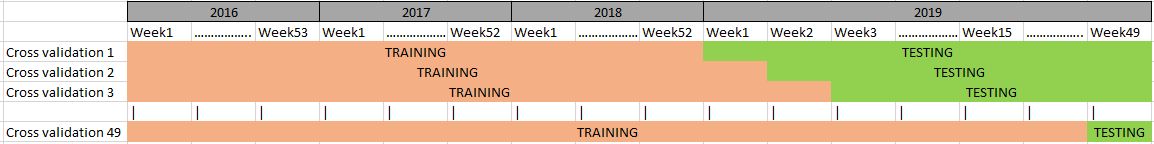 2016 2017 2018 2019
Week1 ................. Week53 Week1 ................. Week52 Week1 ................. Week52 Week1 Week2 Week3 ................. Week15 ................. Week49
Cross validation 1 TRAINING TESTING
Cross validation 2 TRAINING TESTING
Cross validation 3 TRAINING TESTING
| | | | | | | | | | | | | | | |
Cross validation 49 TRAINING TESTING